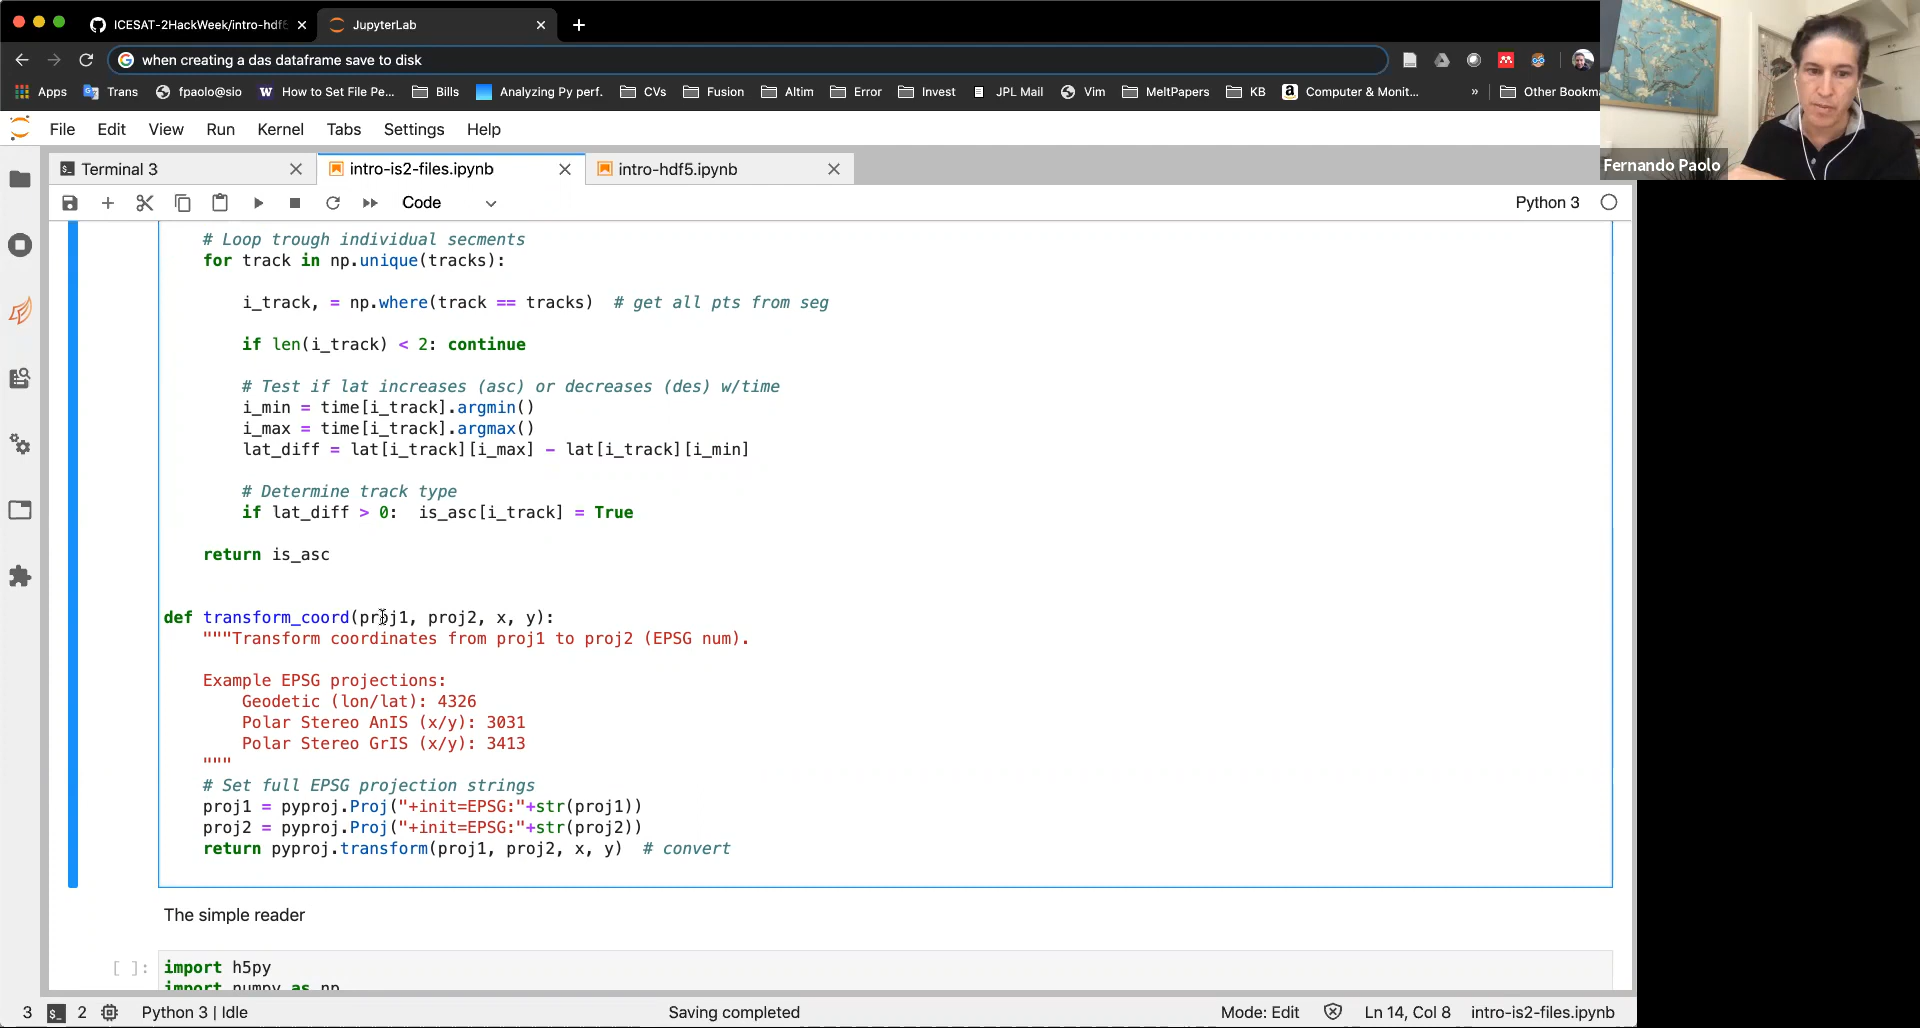 ICESAT-2HackWeek/intro-hdf5
JupyterLab
when creating a das dataframe save to disk
Apps Trans fpaolo@sio How to Set File Pe... Bills Analyzing Py perf. CVs Fusion Altim Error Invest JPL Mail Vim MeltPapers KB Computer & Monit... » Other Bookma
Fernando Paolo
File Edit View Run Kernel Tabs Settings Help
Terminal 3
intro-is2-files.ipynb
intro-hdf5.ipynb
Code
Python 3
# Loop trough individual secments
for track in np.unique(tracks):
i_track, = np.where(track == tracks)  # get all pts from seg
if len(i_track) < 2: continue
# Test if lat increases (asc) or decreases (des) w/time
i_min = time[i_track].argmin()
i_max = time[i_track].argmax()
lat_diff = lat[i_track][i_max] - lat[i_track][i_min]
# Determine track type
if lat_diff > 0:  is_asc[i_track] = True
return is_asc
def transform_coord(proj1, proj2, x, y):
"""Transform coordinates from proj1 to proj2 (EPSG num).
Example EPSG projections:
Geodetic (lon/lat): 4326
Polar Stereo AnIS (x/y): 3031
Polar Stereo GrIS (x/y): 3413
"""
# Set full EPSG projection strings
proj1 = pyproj.Proj("+init=EPSG:"+str(proj1))
proj2 = pyproj.Proj("+init=EPSG:"+str(proj2))
return pyproj.transform(proj1, proj2, x, y)  # convert
The simple reader
[ ]: import h5py
import numpy as np
3 2 Python 3 | Idle Saving completed Mode: Edit Ln 14, Col 8 intro-is2-files.ipynb